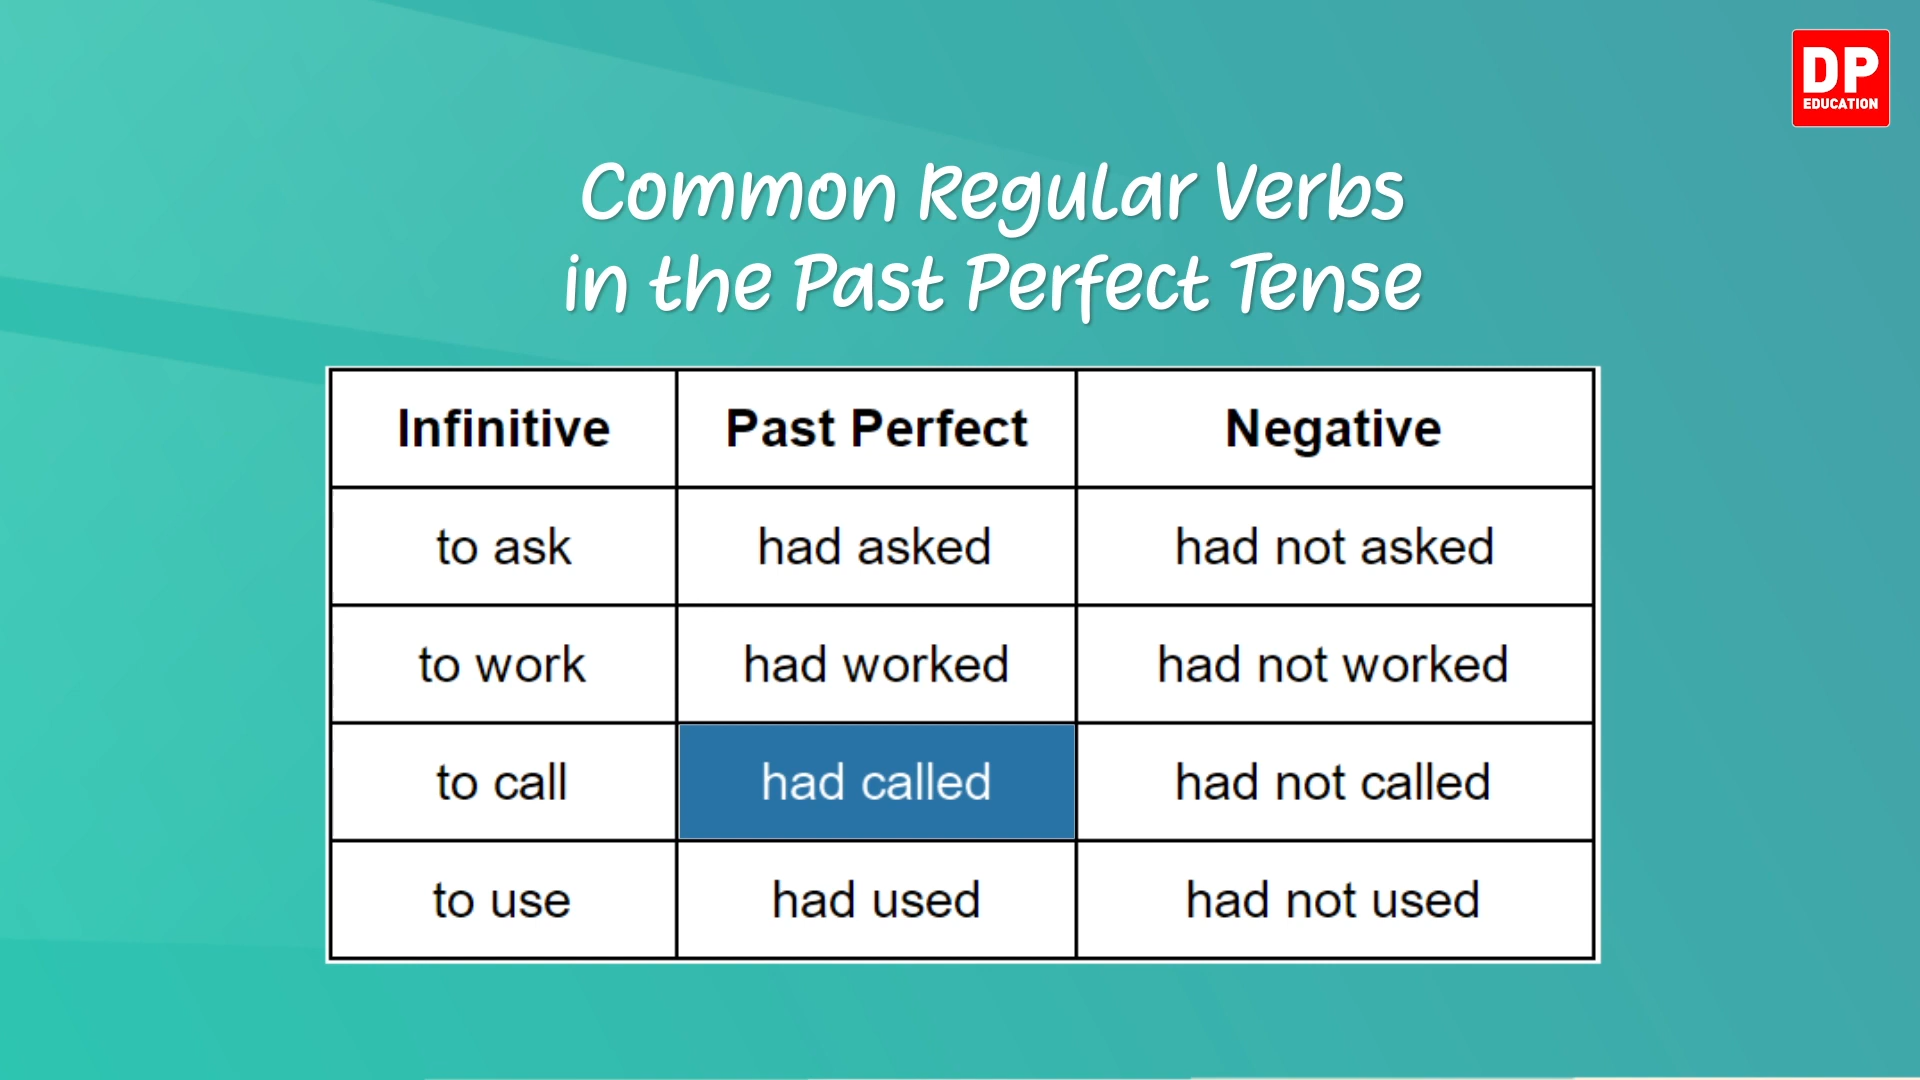 DP
EDUCATION
Common Regular Verbs
in the Past Perfect Tense
Infinitive Past Perfect Negative
to ask had asked had not asked
to work had worked had not worked
to call had called had not called
to use had used had not used